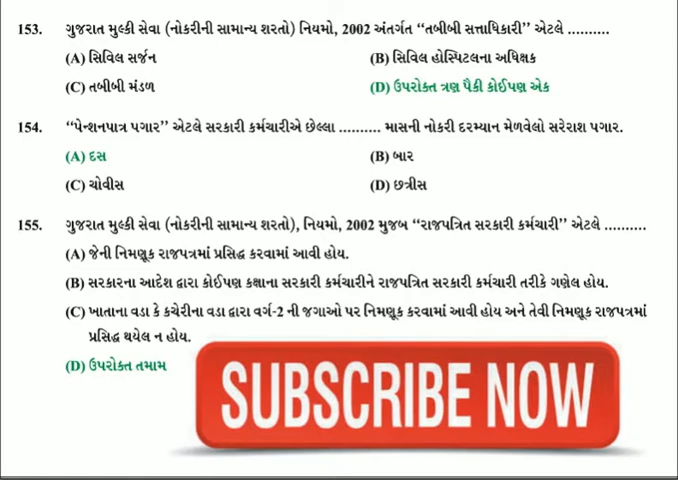 153. ગુજરાત મુલ્કી સેવા (નોકરીની સામાન્ય શરતો) નિયમો, 2002 અંતર્ગત “તબીબી સત્તાધિકારી” એટલે ..........
(A) સિવિલ સર્જન (B) સિવિલ હોસ્પિટલના અધિક્ષક
(C) તબીબી મંડળ (D) ઉપરોક્ત ત્રણ પૈકી કોઈપણ એક
154. “પેન્શનપાત્ર પગાર” એટલે સરકારી કર્મચારીએ છેલ્લા .......... માસની નોકરી દરમ્યાન મેળવેલો સરેરાશ પગાર.
(A) દસ (B) બાર
(C) ચોવીસ (D) છત્રીસ
155. ગુજરાત મુલ્કી સેવા (નોકરીની સામાન્ય શરતો), નિયમો, 2002 મુજબ “રાજપત્રિત સરકારી કર્મચારી” એટલે ..........
(A) જેની નિમણૂક રાજપત્રમાં પ્રસિદ્ધ કરવામાં આવી હોય.
(B) સરકારના આદેશ દ્વારા કોઈપણ કક્ષાના સરકારી કર્મચારીને રાજપત્રિત સરકારી કર્મચારી તરીકે ગણેલ હોય.
(C) ખાતાના વડા કે કચેરીના વડા દ્વારા વર્ગ-2 ની જગાઓ પર નિમણૂક કરવામાં આવી હોય અને તેવી નિમણૂક રાજપત્રમાં
પ્રસિદ્ધ થયેલ ન હોય.
(D) ઉપરોક્ત તમામ
SUBSCRIBE NOW